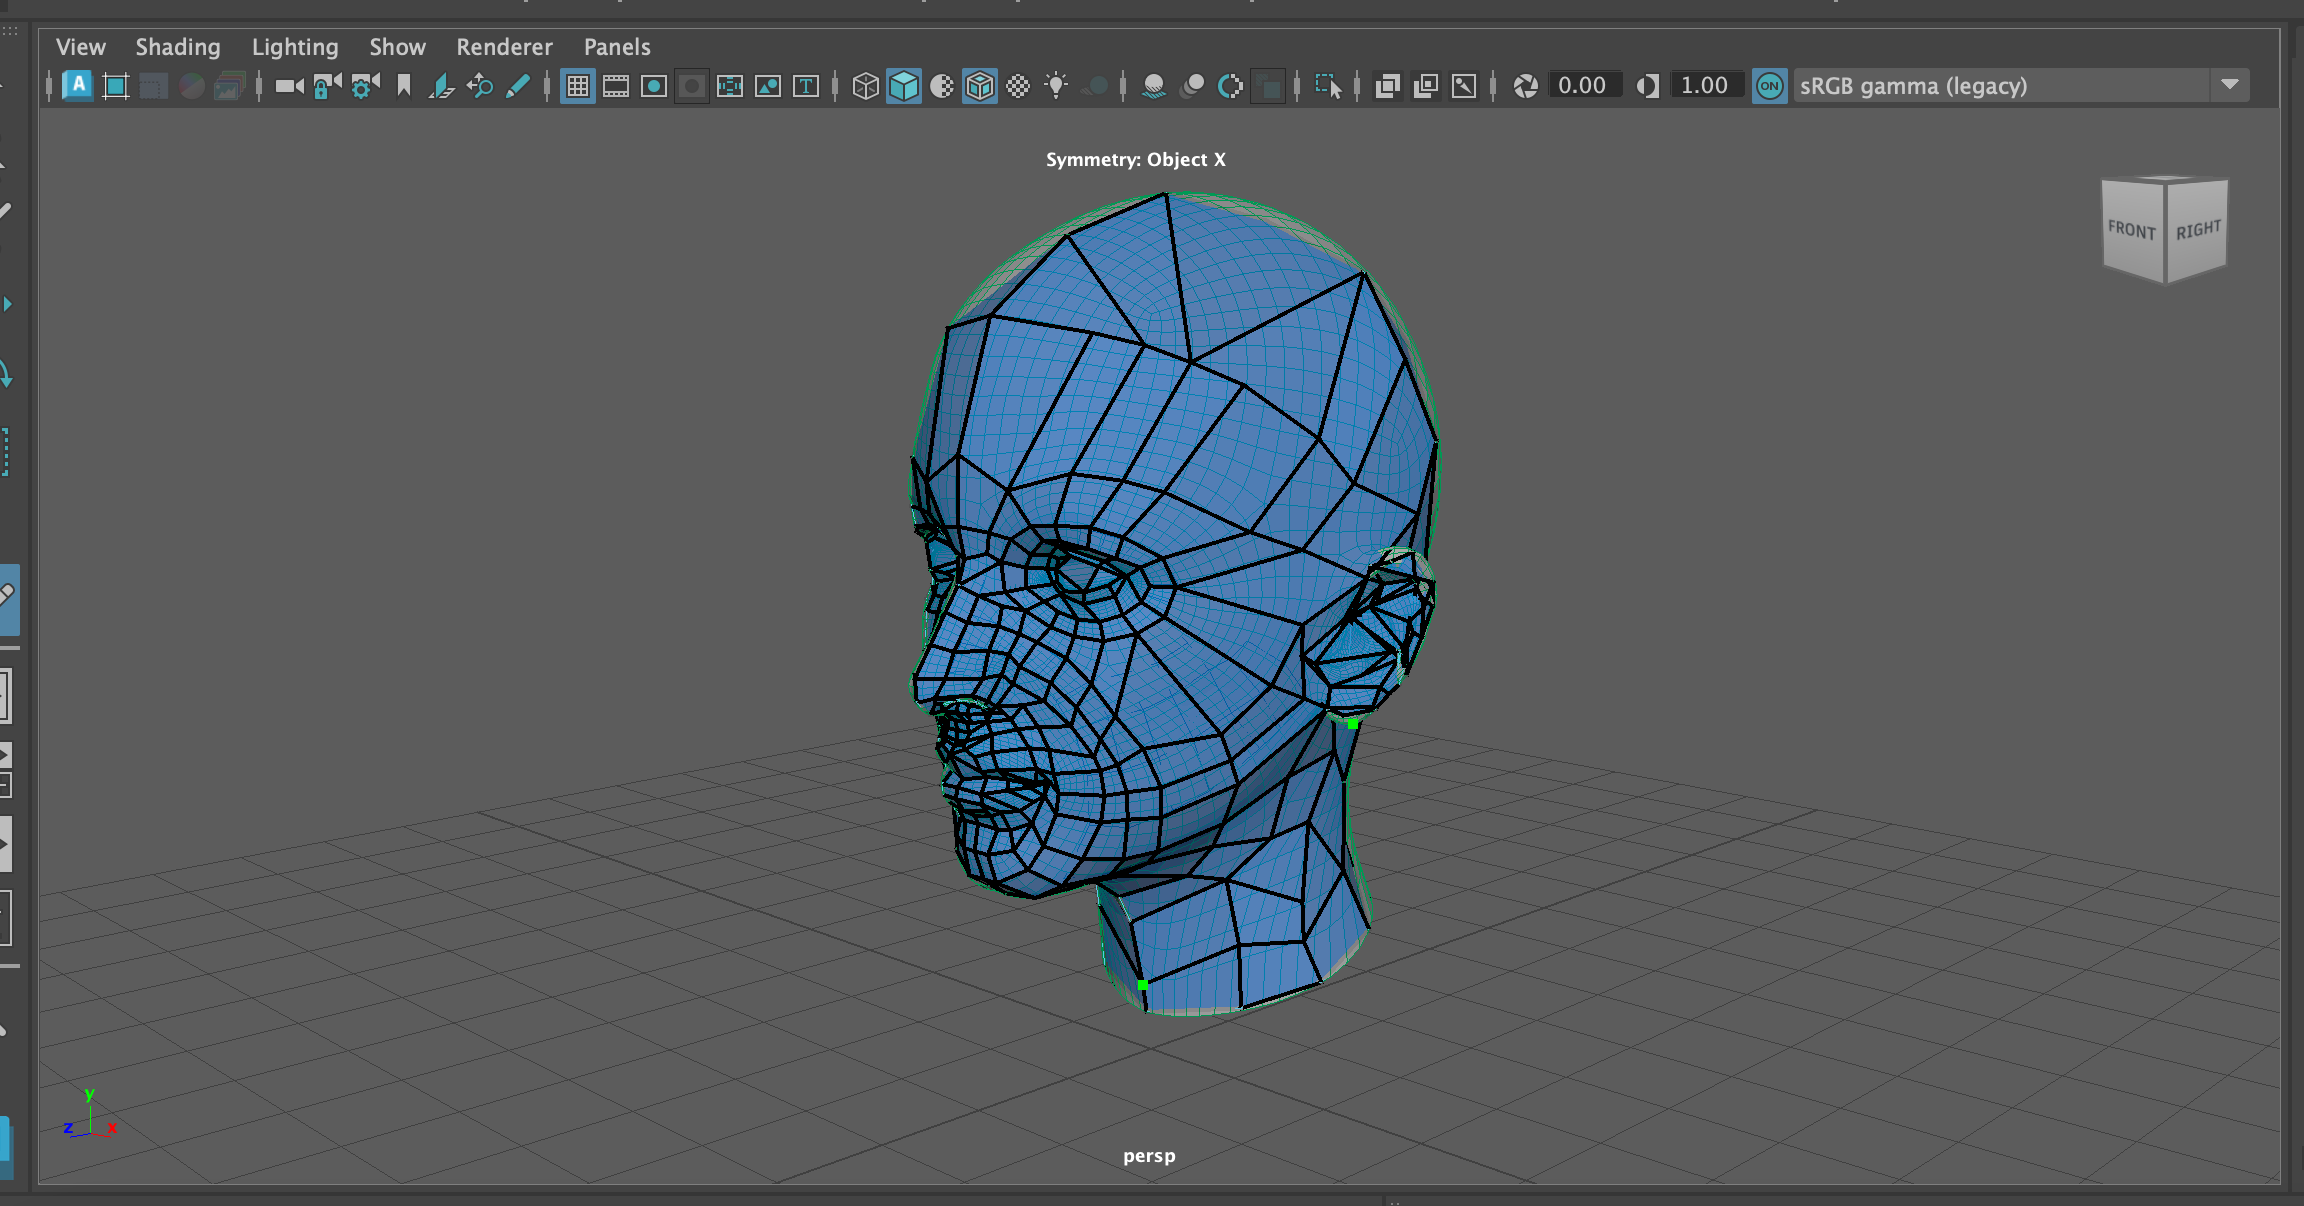 View Shading Lighting Show Renderer Panels
A T 0.00 1.00 ON sRGB gamma (legacy)
Symmetry: Object X
FRONT RIGHT
y
z x
persp